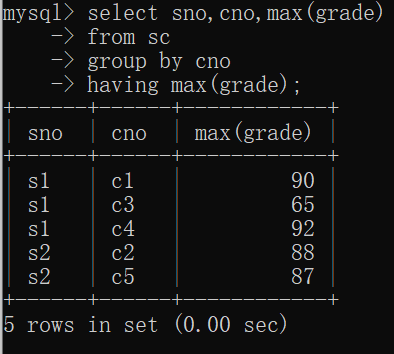 mysql> select sno,cno,max(grade)
    -> from sc
    -> group by cno
    -> having max(grade);
+------+------+------------+
| sno  | cno  | max(grade) |
+------+------+------------+
| s1   | c1   |         90 |
| s1   | c3   |         65 |
| s1   | c4   |         92 |
| s2   | c2   |         88 |
| s2   | c5   |         87 |
+------+------+------------+
5 rows in set (0.00 sec)